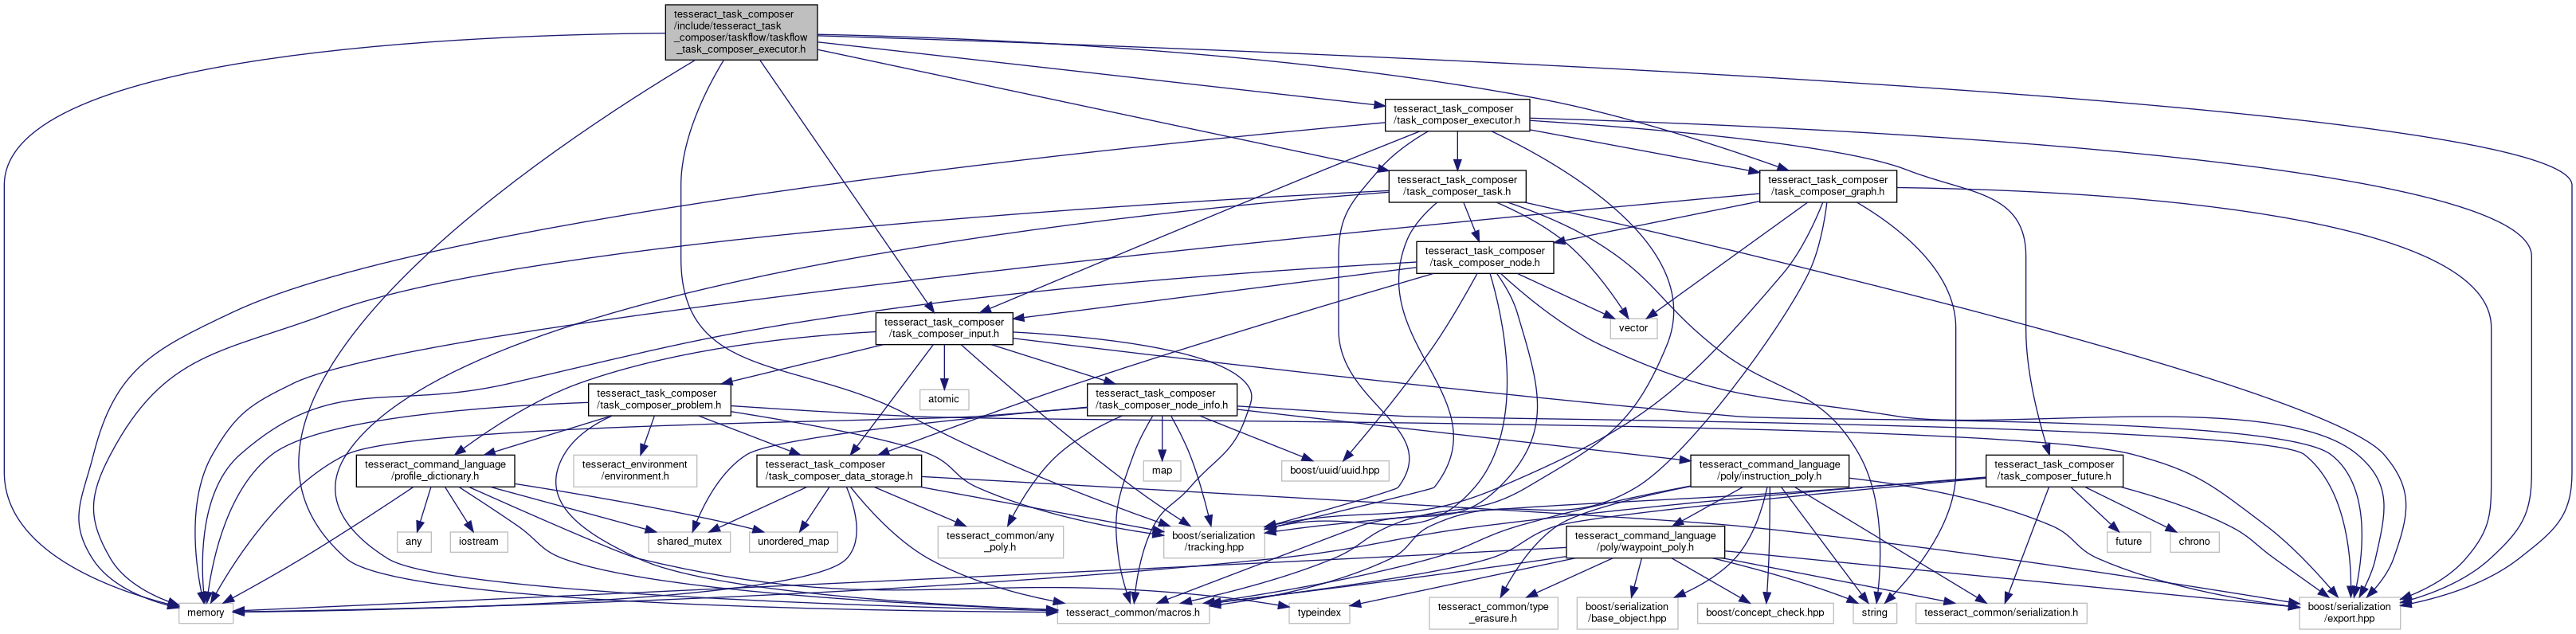 tesseract_task_composer
/include/tesseract_task
_composer/taskflow/taskflow
_task_composer_executor.h
tesseract_task_composer
/task_composer_executor.h
tesseract_task_composer
/task_composer_task.h
tesseract_task_composer
/task_composer_graph.h
tesseract_task_composer
/task_composer_node.h
tesseract_task_composer
/task_composer_input.h
vector
tesseract_task_composer
/task_composer_problem.h
atomic
tesseract_task_composer
/task_composer_node_info.h
tesseract_command_language
/profile_dictionary.h
tesseract_environment
/environment.h
tesseract_task_composer
/task_composer_data_storage.h
map
boost/uuid/uuid.hpp
tesseract_command_language
/poly/instruction_poly.h
tesseract_task_composer
/task_composer_future.h
any
iostream
shared_mutex
unordered_map
tesseract_common/any
_poly.h
boost/serialization
/tracking.hpp
tesseract_command_language
/poly/waypoint_poly.h
future
chrono
memory
tesseract_common/macros.h
typeindex
tesseract_common/type
_erasure.h
boost/serialization
/base_object.hpp
boost/concept_check.hpp
string
tesseract_common/serialization.h
boost/serialization
/export.hpp